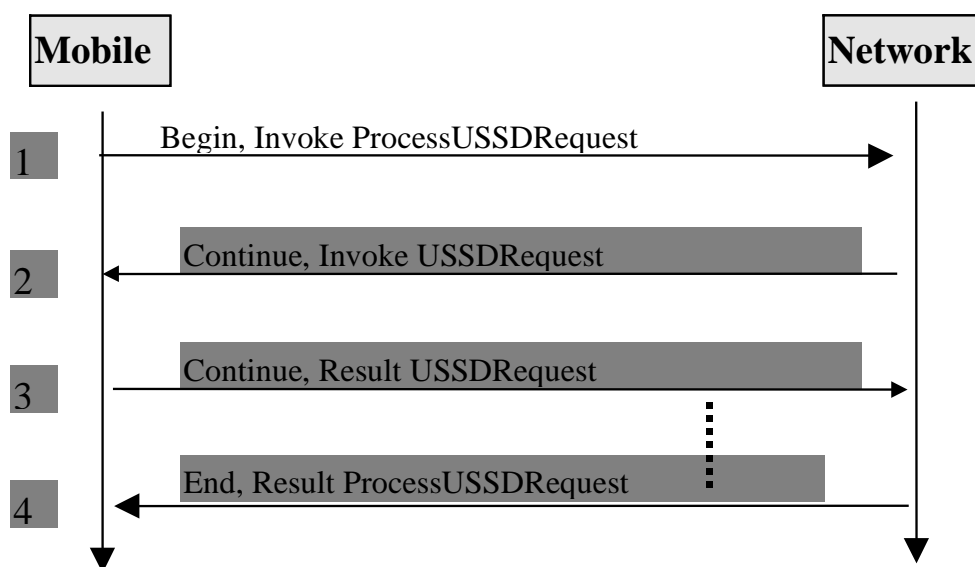 Mobile
Network
1
Begin, Invoke ProcessUSSDRequest
2
Continue, Invoke USSDRequest
3
Continue, Result USSDRequest
4
End, Result ProcessUSSDRequest